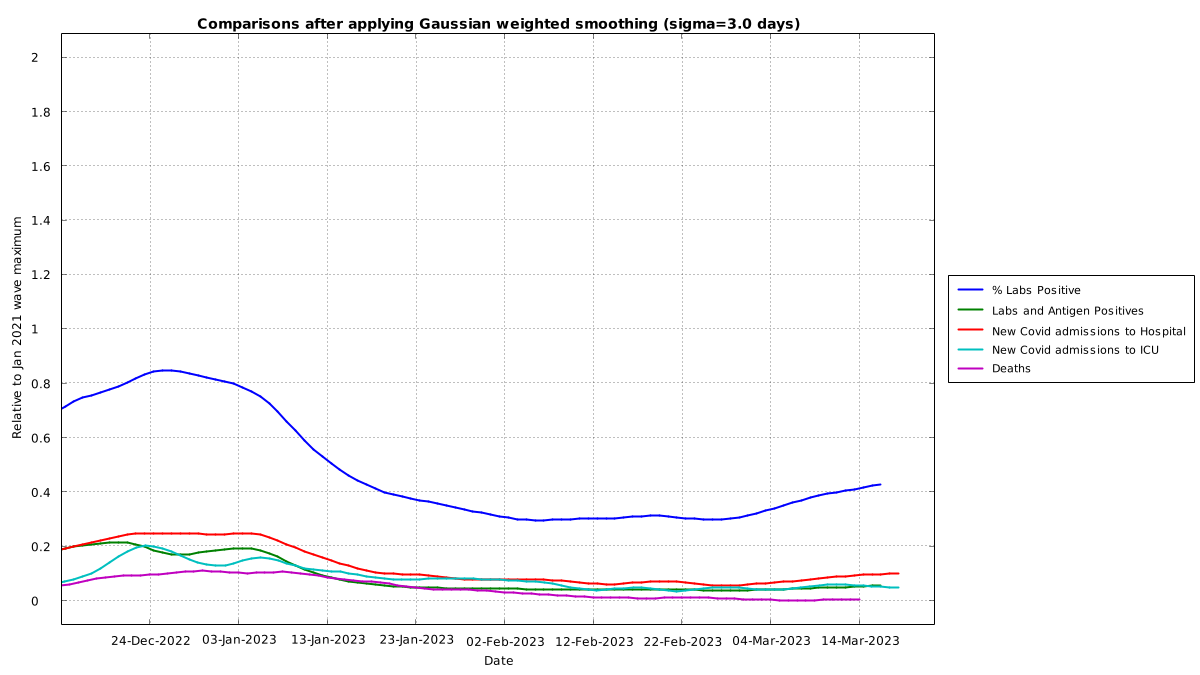 Comparisons after applying Gaussian weighted smoothing (sigma=3.0 days)
2
1.8
1.6
1.4
1.2
1
0.8
0.6
0.4
0.2
0
Relative to Jan 2021 wave maximum
24-Dec-2022 03-Jan-2023 13-Jan-2023 23-Jan-2023 02-Feb-2023 12-Feb-2023 22-Feb-2023 04-Mar-2023 14-Mar-2023
Date
% Labs Positive
Labs and Antigen Positives
New Covid admissions to Hospital
New Covid admissions to ICU
Deaths